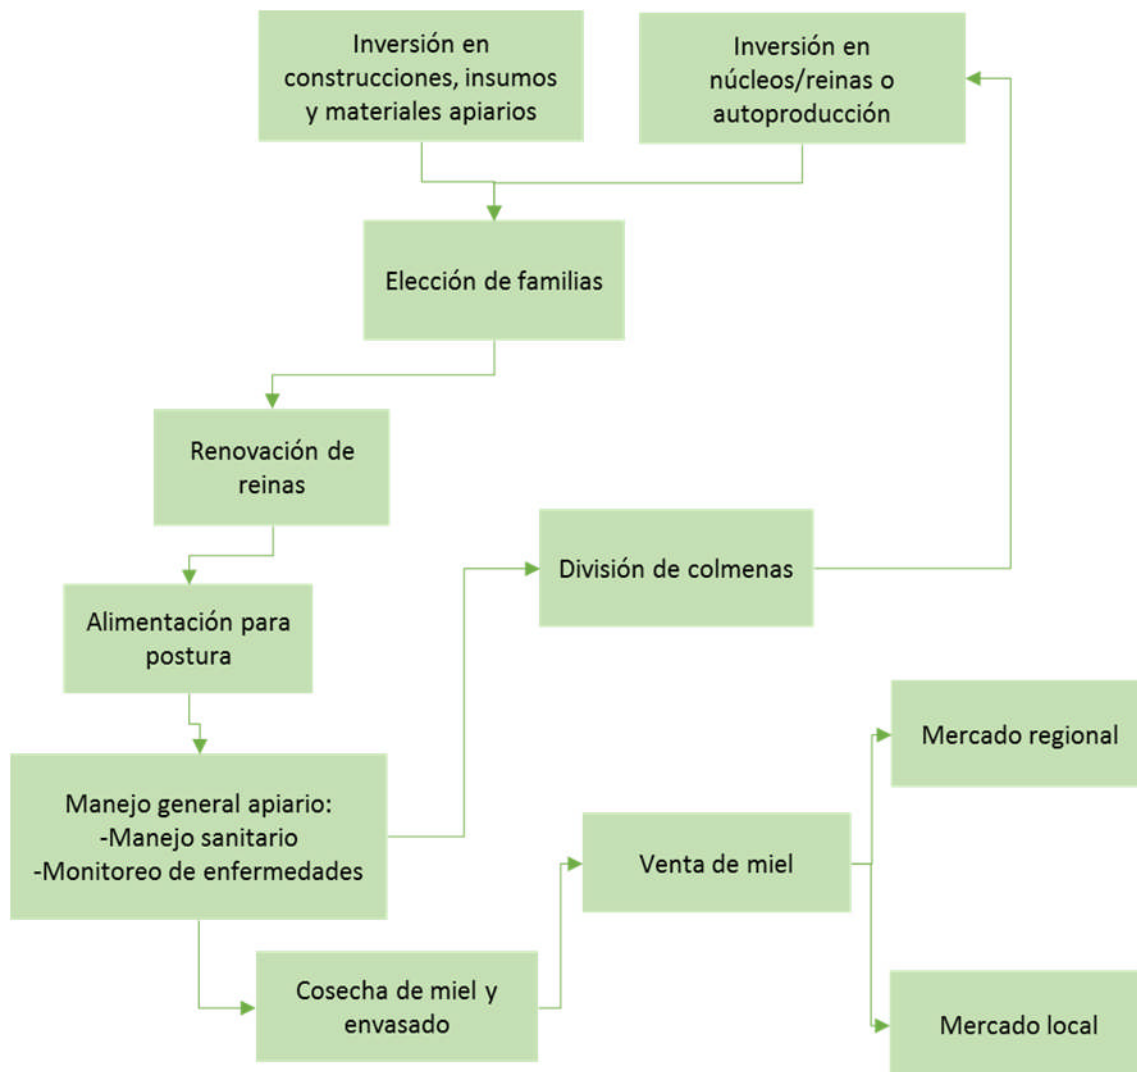 Inversión en
construcciones, insumos
y materiales apiarios
Inversión en
núcleos/reinas o
autoproducción
Elección de familias
Renovación de
reinas
División de colmenas
Alimentación para
postura
Mercado regional
Manejo general apiario:
-Manejo sanitario
-Monitoreo de enfermedades
Venta de miel
Cosecha de miel y
envasado
Mercado local